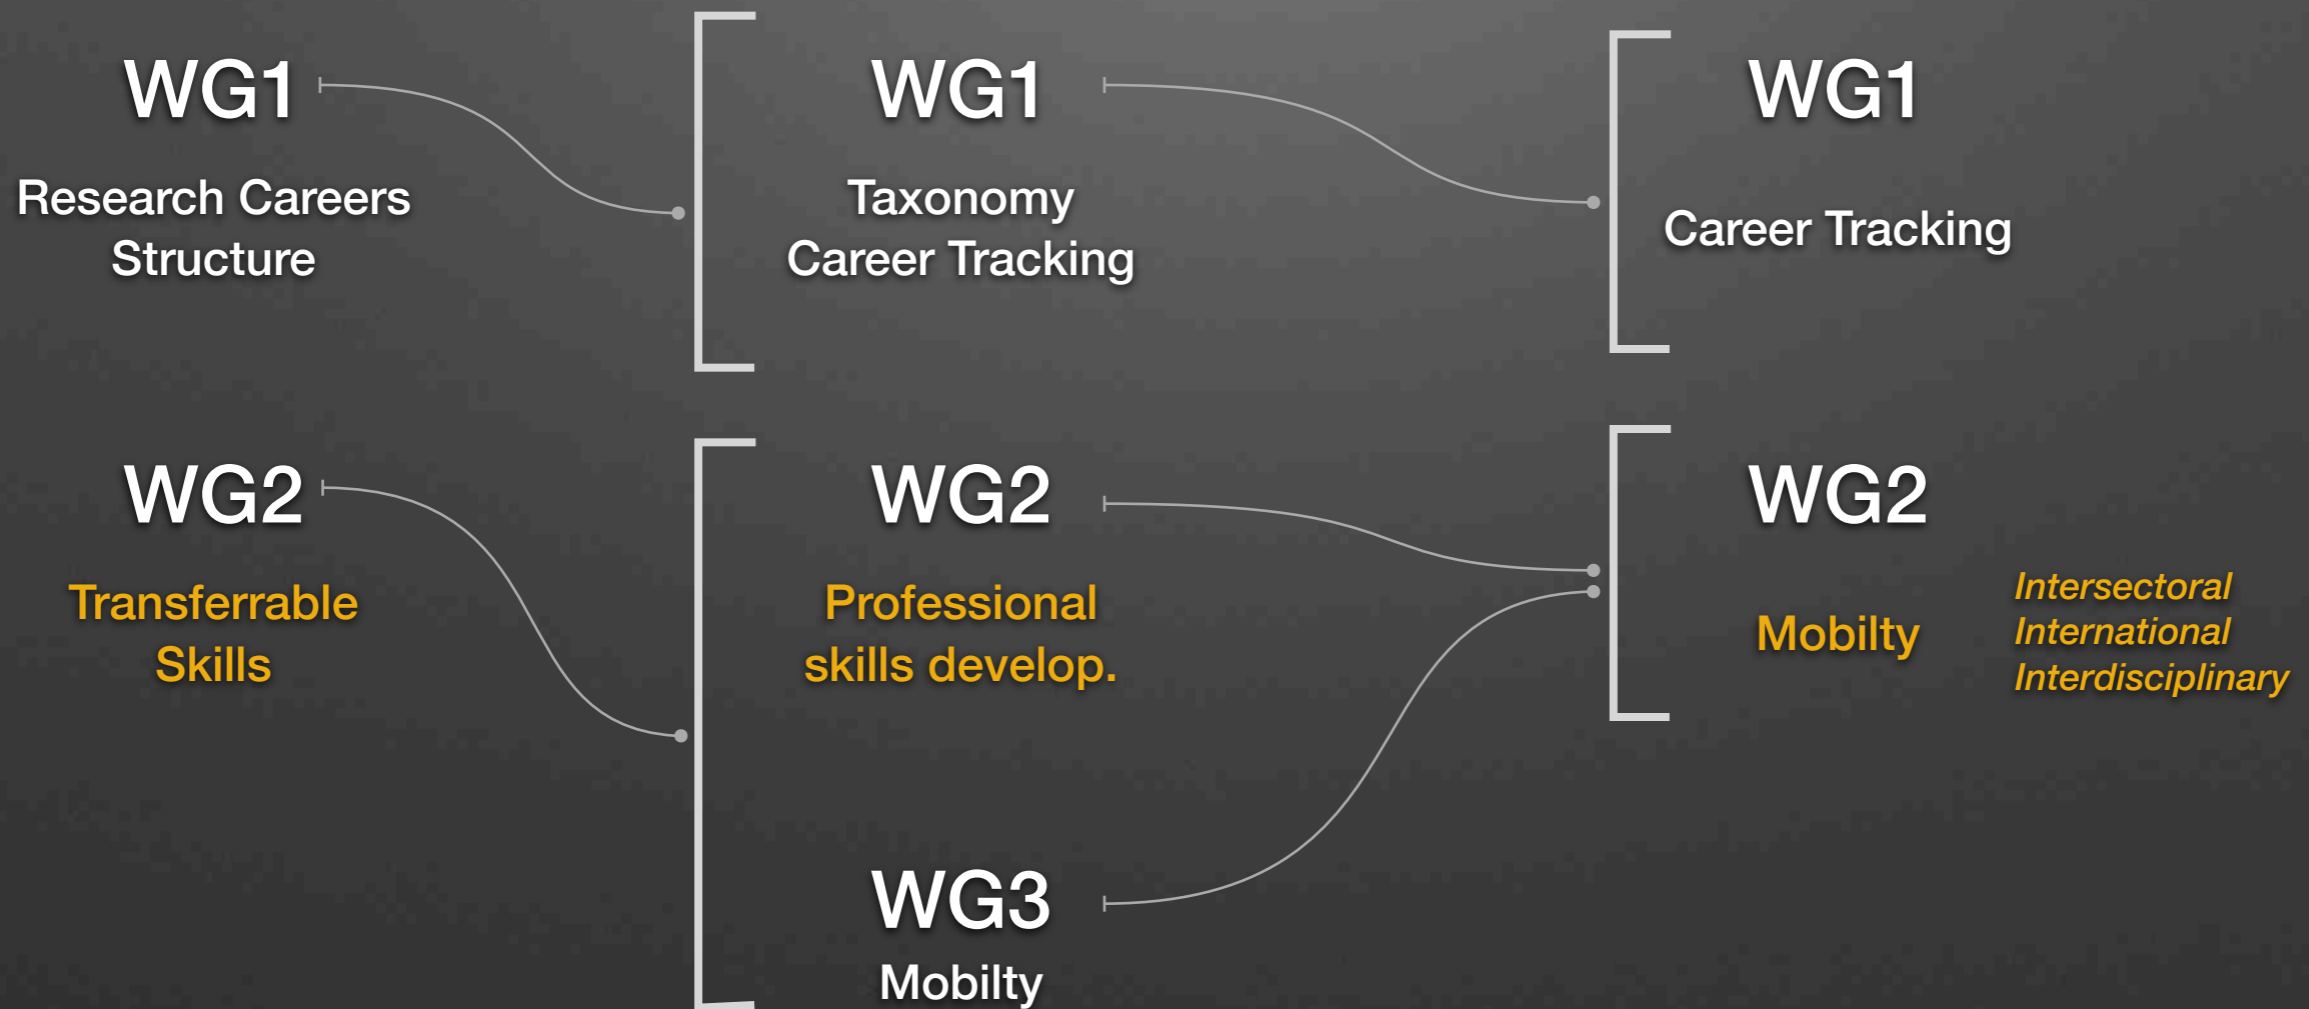 WG1
Research Careers
Structure
WG1
Taxonomy
Career Tracking
WG1
Career Tracking
WG2
Transferrable
Skills
WG2
Professional
skills develop.
WG2
Mobilty
Intersectoral
International
Interdisciplinary
WG3
Mobilty